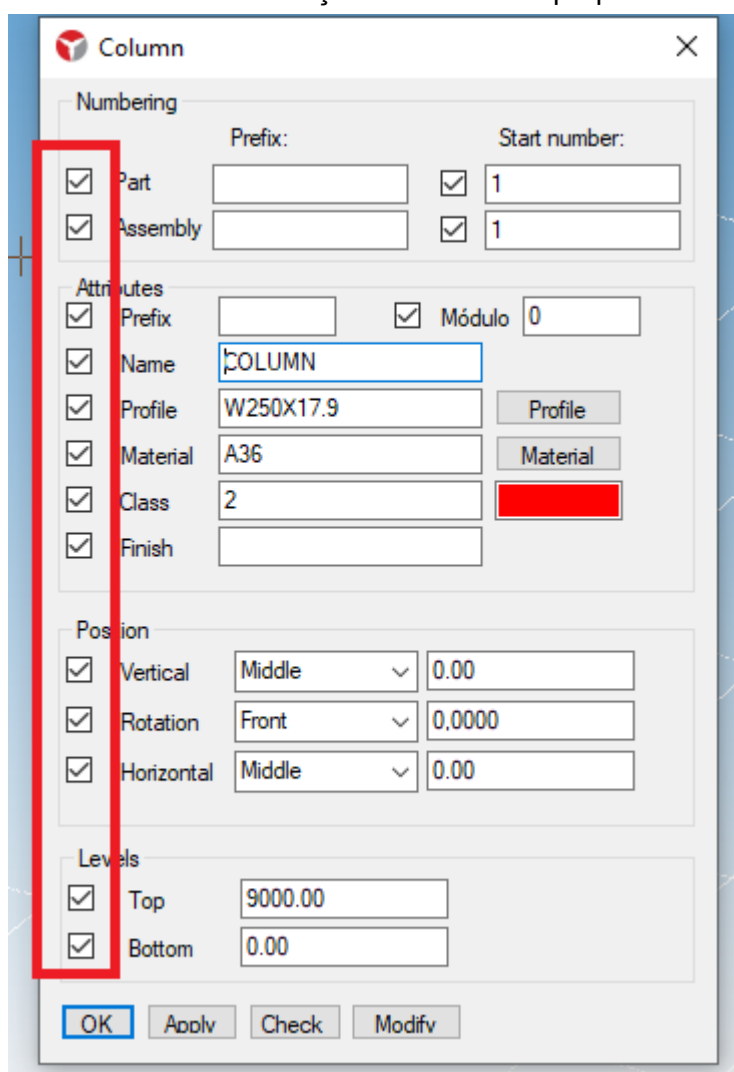 Column
Numbering
Prefix: Start number:
Part 1
Assembly 1
Attributes
Prefix Módulo 0
Name COLUMN
Profile W250X17.9 Profile
Material A36 Material
Class 2
Finish
Position
Vertical Middle 0.00
Rotation Front 0,0000
Horizontal Middle 0.00
Levels
Top 9000.00
Bottom 0.00
OK Apply Check Modify